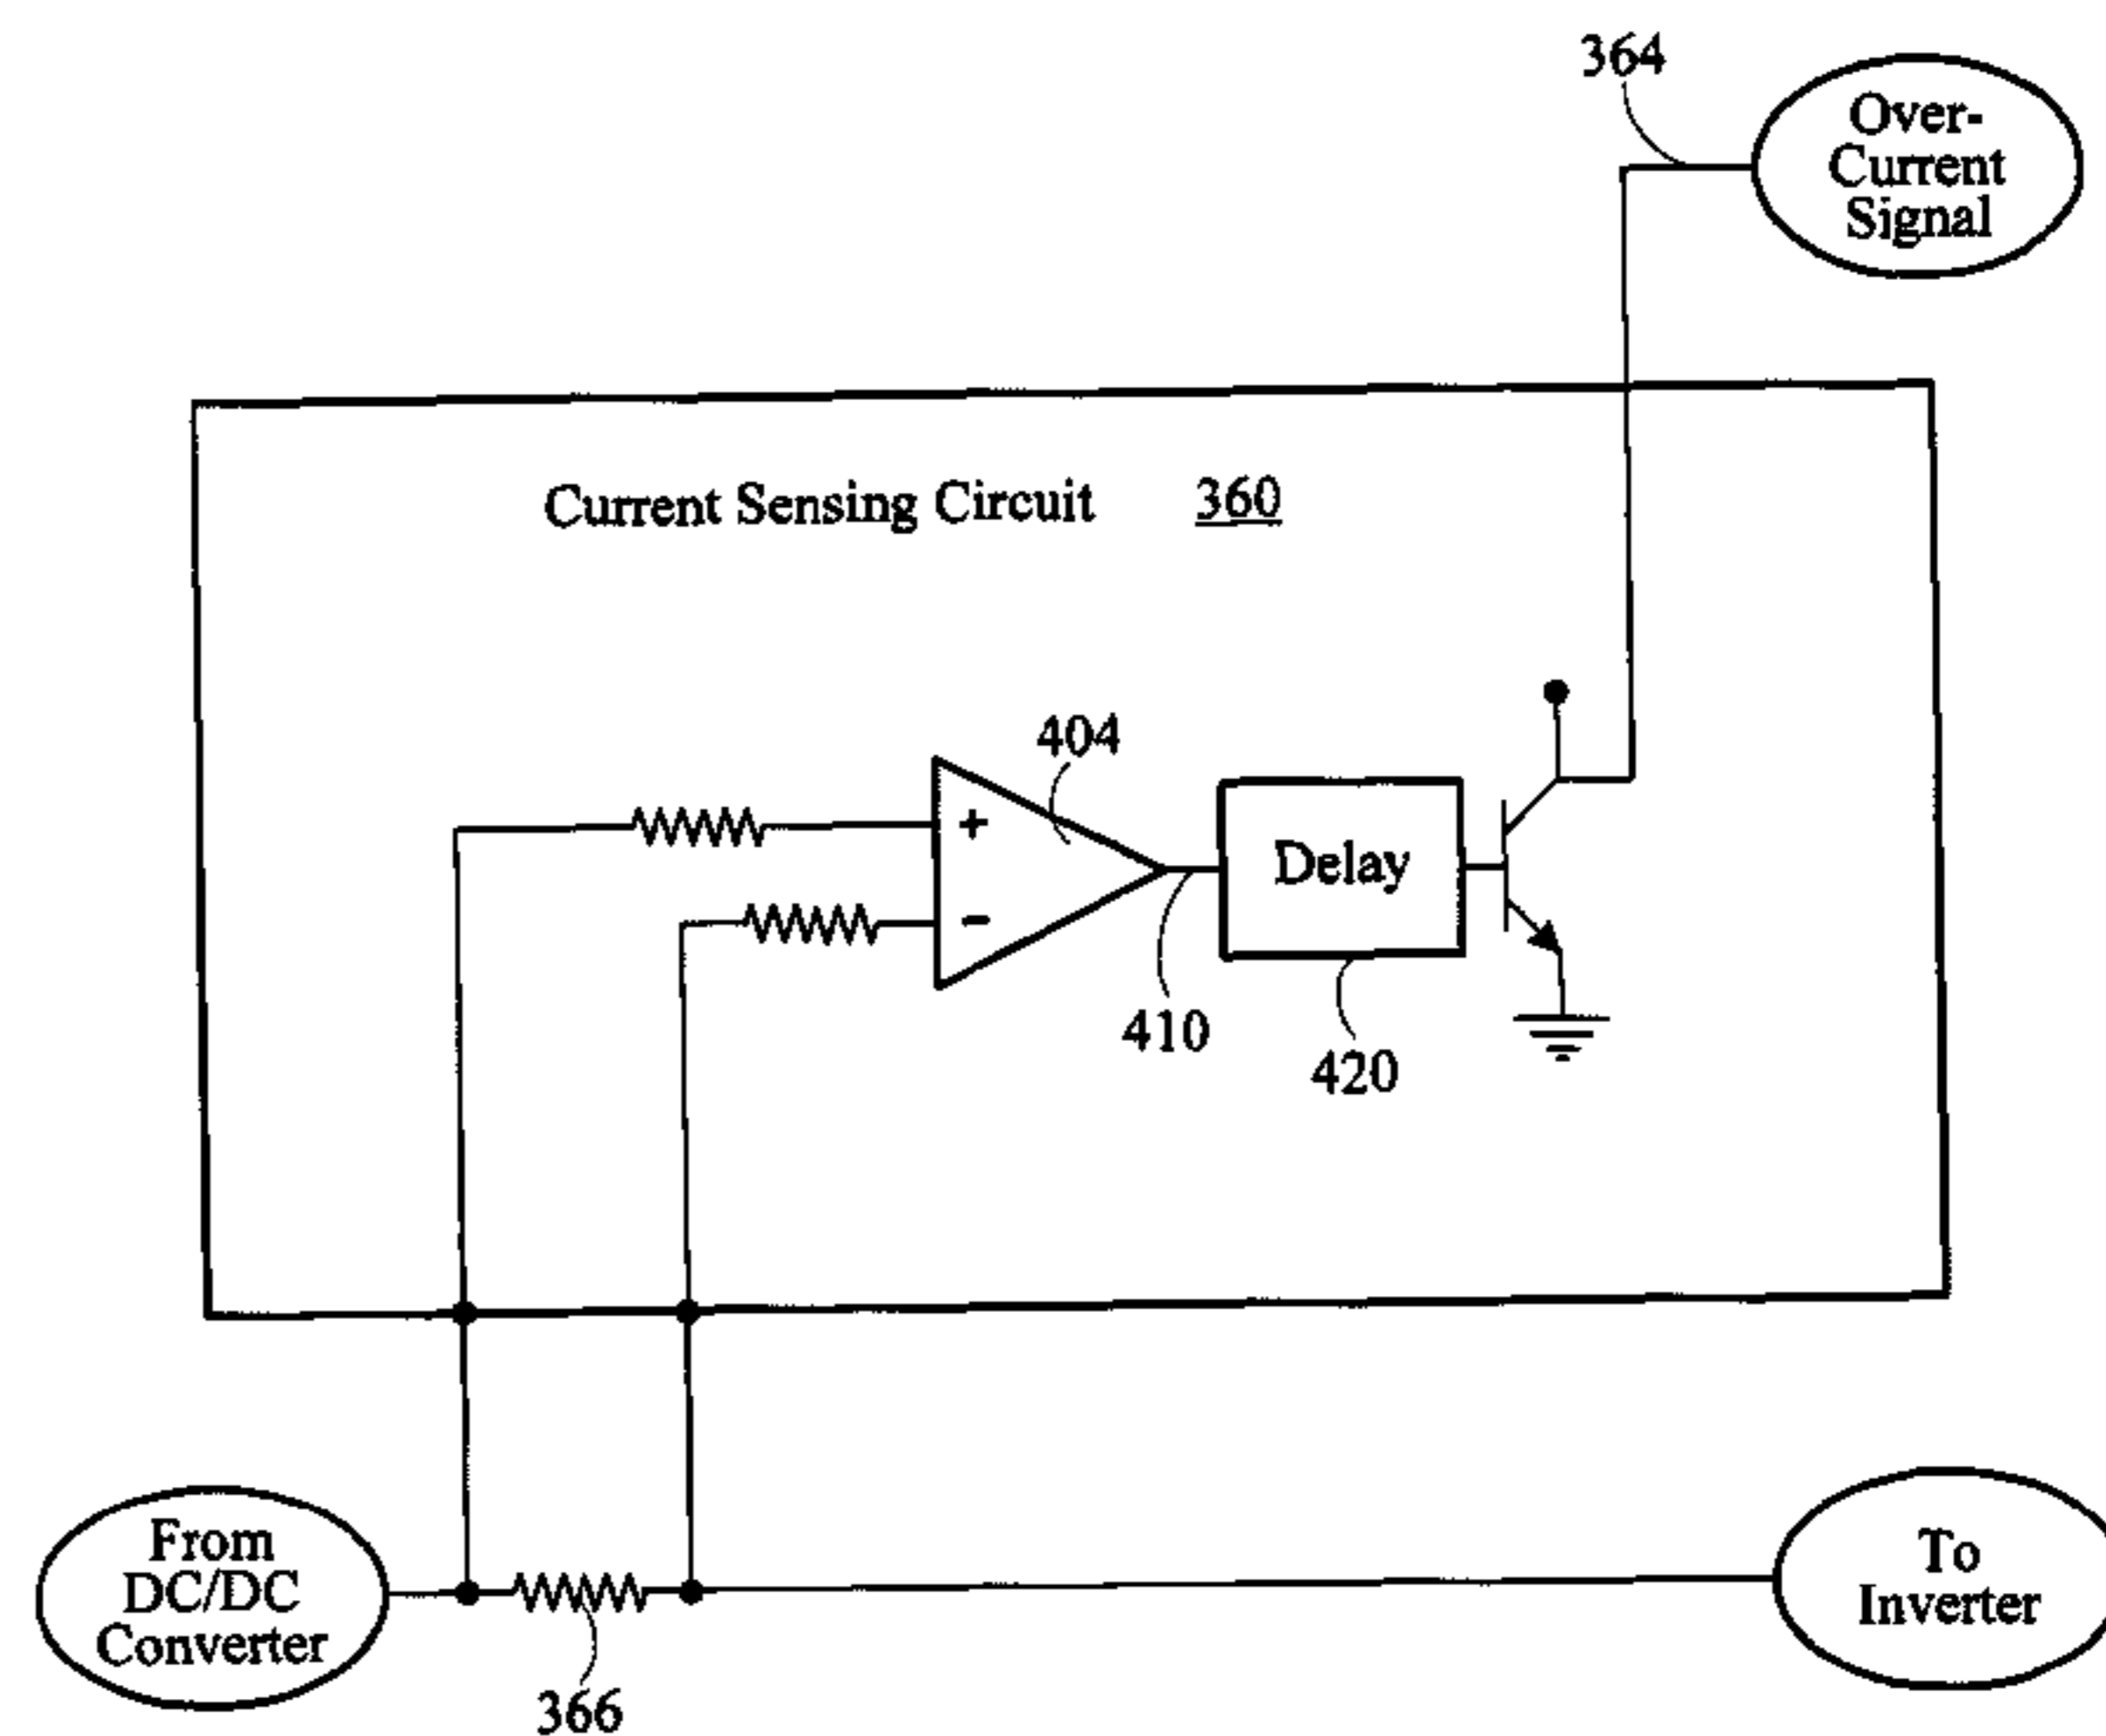 364
Over-
Current
Signal
Current Sensing Circuit 360
404
+
-
Delay
410
420
From
DC/DC
Converter
366
To
Inverter